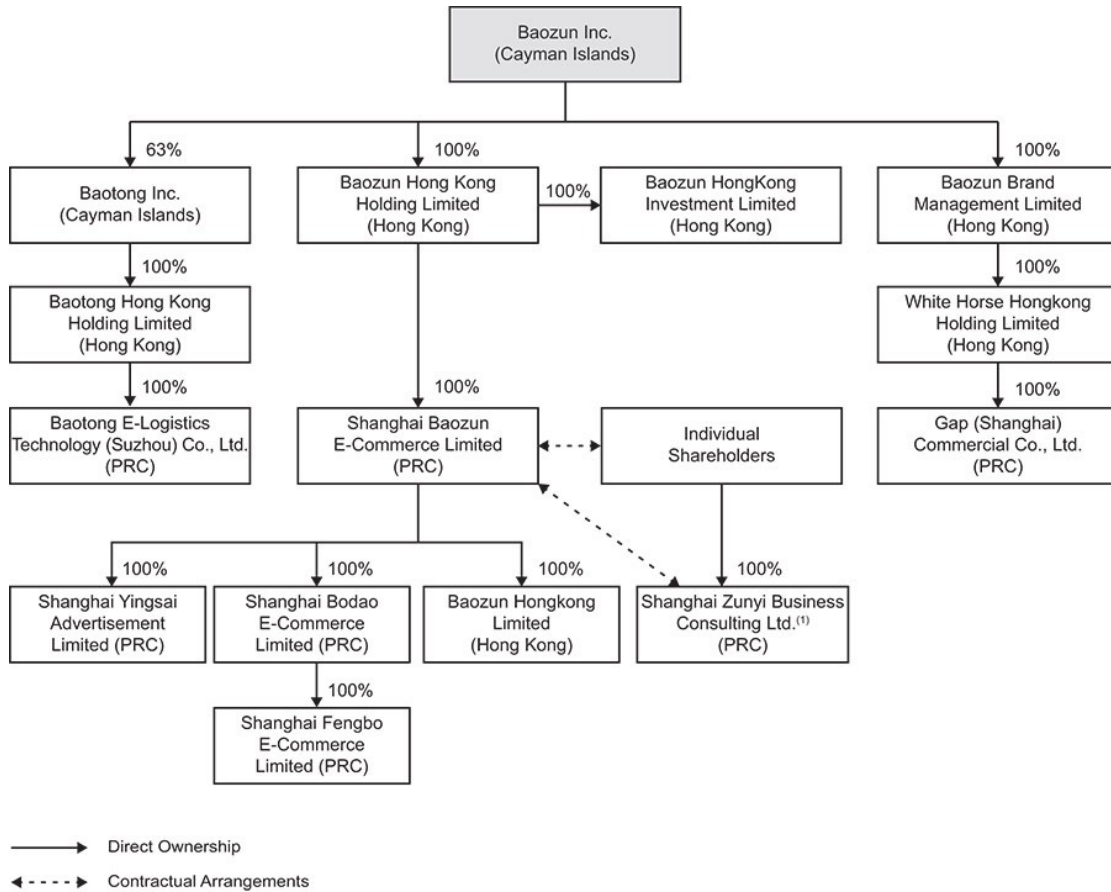 Baozun Inc.
(Cayman Islands)
63%
100%
100%
Baotong Inc.
(Cayman Islands)
Baozun Hong Kong
Holding Limited
(Hong Kong)
100%
Baozun HongKong
Investment Limited
(Hong Kong)
Baozun Brand
Management Limited
(Hong Kong)
100%
100%
Baotong Hong Kong
Holding Limited
(Hong Kong)
White Horse Hongkong
Holding Limited
(Hong Kong)
100%
100%
100%
Baotong E-Logistics
Technology (Suzhou) Co., Ltd.
(PRC)
Shanghai Baozun
E-Commerce Limited
(PRC)
Individual
Shareholders
Gap (Shanghai)
Commercial Co., Ltd.
(PRC)
100%
100%
100%
100%
Shanghai Yingsai
Advertisement
Limited (PRC)
Shanghai Bodao
E-Commerce
Limited (PRC)
Baozun Hongkong
Limited
(Hong Kong)
Shanghai Zunyi Business
Consulting Ltd.(1)
(PRC)
100%
Shanghai Fengbo
E-Commerce
Limited (PRC)
Direct Ownership
Contractual Arrangements